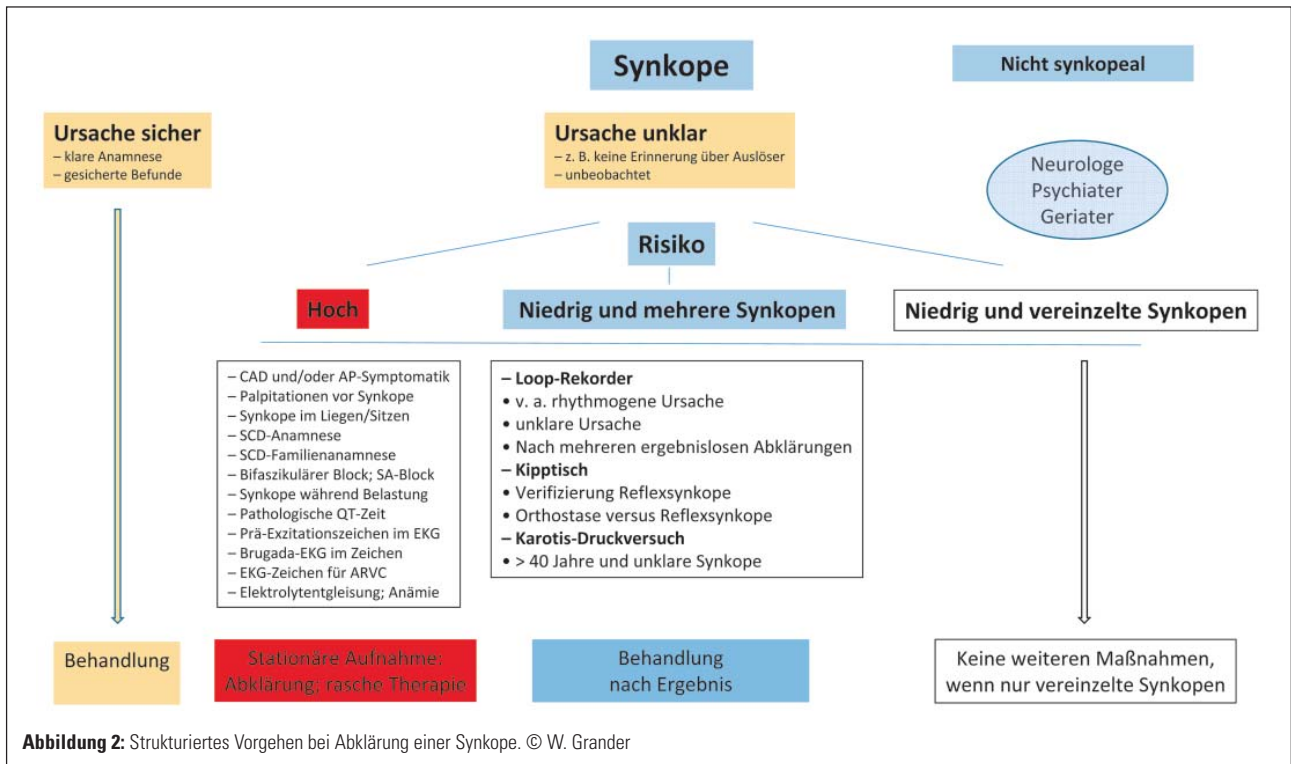 Synkope
Nicht synkopeal
Ursache sicher
– klare Anamnese
– gesicherte Befunde
Ursache unklar
– z. B. keine Erinnerung über Auslöser
– unbeobachtet
Neurologe
Psychiater
Geriater
Risiko
Hoch
Niedrig und mehrere Synkopen
Niedrig und vereinzelte Synkopen
– CAD und/oder AP-Symptomatik
– Palpitationen vor Synkope
– Synkope im Liegen/Sitzen
– SCD-Anamnese
– SCD-Familienanamnese
– Bifaszikulärer Block; SA-Block
– Synkope während Belastung
– Pathologische QT-Zeit
– Prä-Exzitationszeichen im EKG
– Brugada-EKG im Zeichen
– EKG-Zeichen für ARVC
– Elektrolytentgleisung; Anämie
– Loop-Rekorder
• v. a. rhythmogene Ursache
• unklare Ursache
• Nach mehreren ergebnislosen Abklärungen
– Kipptisch
• Verifizierung Reflexsynkope
• Orthostase versus Reflexsynkope
– Karotis-Druckversuch
• > 40 Jahre und unklare Synkope
Behandlung
Stationäre Aufnahme:
Abklärung; rasche Therapie
Behandlung
nach Ergebnis
Keine weiteren Maßnahmen,
wenn nur vereinzelte Synkopen
Abbildung 2: Strukturiertes Vorgehen bei Abklärung einer Synkope. © W. Grander